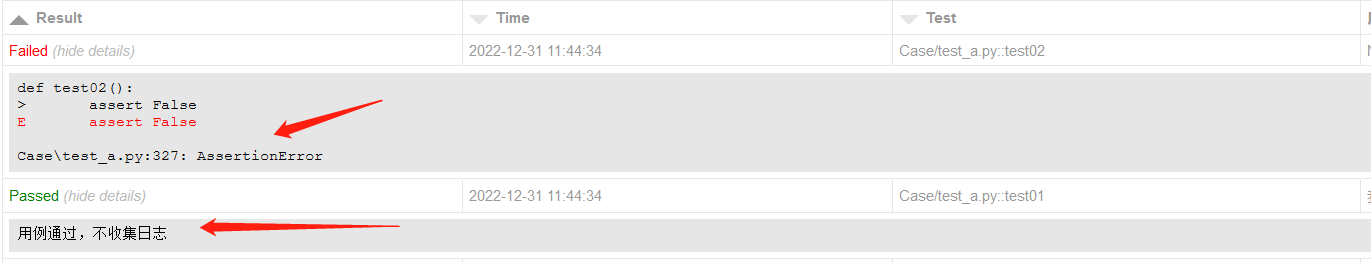 Result Time Test
Failed (hide details) 2022-12-31 11:44:34 Case/test_a.py::test02
def test02():
> assert False
E assert False
Case\test_a.py:327: AssertionError
Passed (hide details) 2022-12-31 11:44:34 Case/test_a.py::test01
用例通过，不收集日志